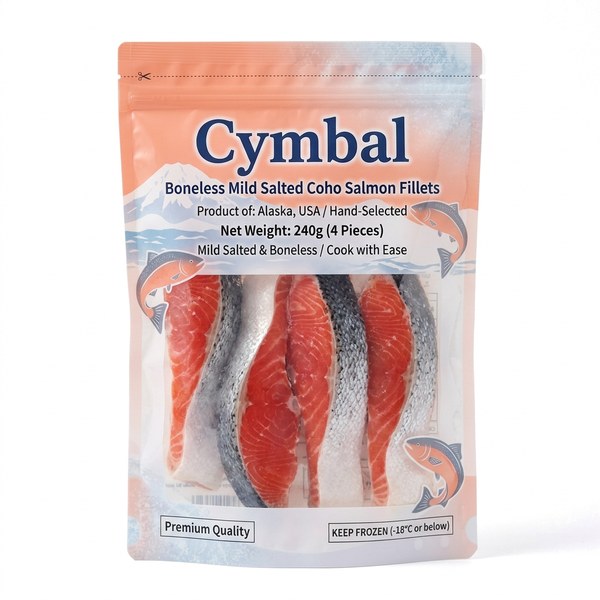 Cymbal
Boneless Mild Salted Coho Salmon Fillets
Product of: Alaska, USA / Hand-Selected
Net Weight: 240g (4 Pieces)
Mild Salted & Boneless / Cook with Ease
Premium Quality
KEEP FROZEN (-18°C or below)